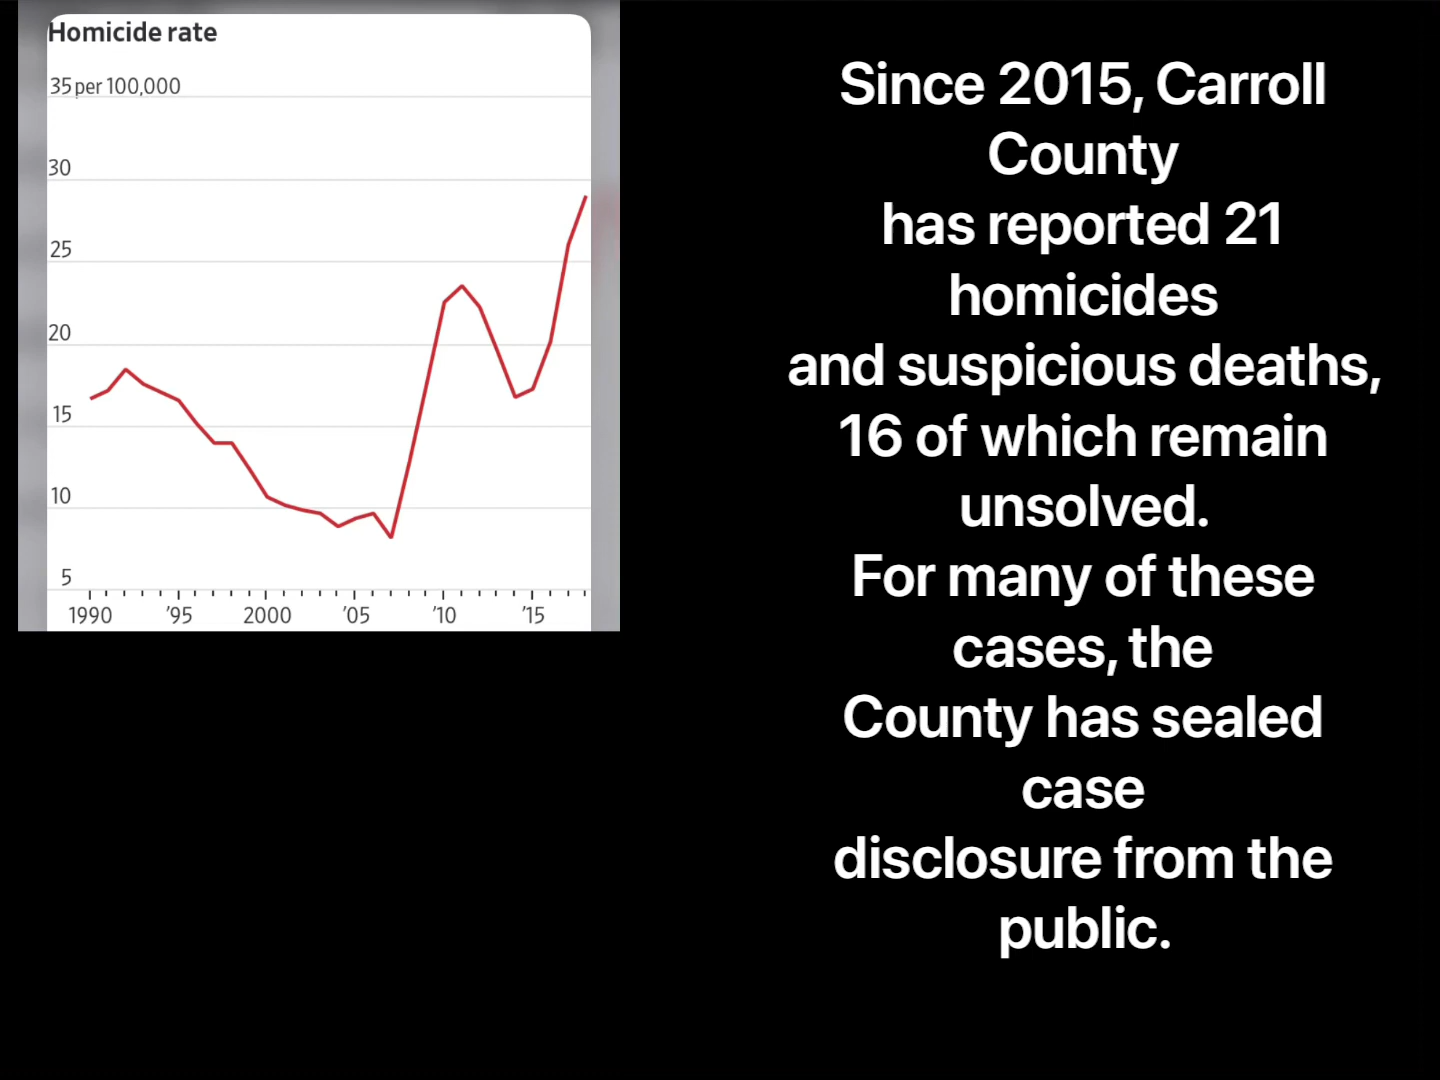 Homicide rate
35 per 100,000
30
25
20
15
10
5
1990 '95 2000 '05 '10 '15
Since 2015, Carroll
County
has reported 21
homicides
and suspicious deaths,
16 of which remain
unsolved.
For many of these
cases, the
County has sealed
case
disclosure from the
public.